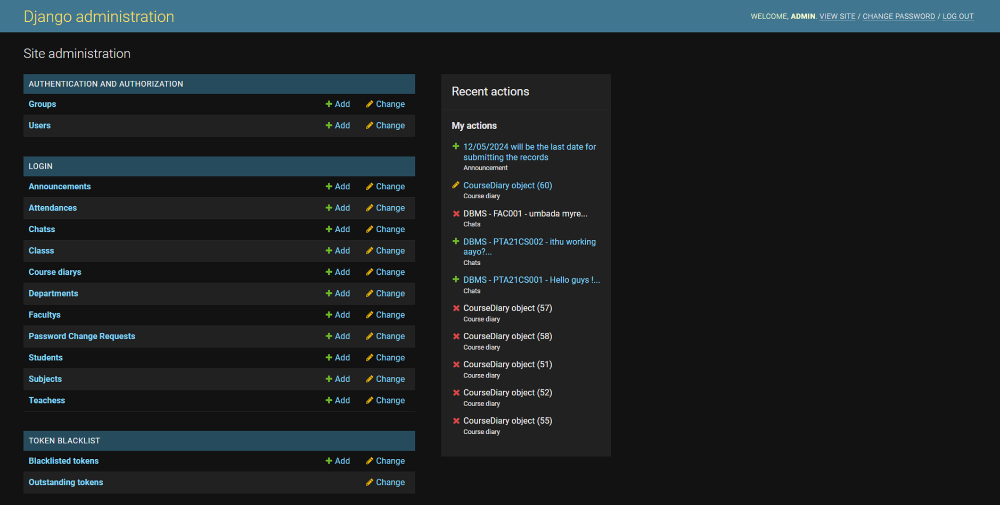 Django administration
WELCOME, ADMIN. VIEW SITE / CHANGE PASSWORD / LOG OUT
Site administration
AUTHENTICATION AND AUTHORIZATION
Groups Add Change
Users Add Change
LOGIN
Announcements Add Change
Attendances Add Change
Chatss Add Change
Classs Add Change
Course diarys Add Change
Departments Add Change
Facultys Add Change
Password Change Requests Add Change
Students Add Change
Subjects Add Change
Teachess Add Change
TOKEN BLACKLIST
Blacklisted tokens Add Change
Outstanding tokens Change
Recent actions
My actions
12/05/2024 will be the last date for
submitting the records
Announcement
CourseDiary object (60)
Course diary
DBMS - FAC001 - umbada myre...
Chats
DBMS - PTA21CS002 - ithu working
aayo?...
Chats
DBMS - PTA21CS001 - Hello guys !...
Chats
CourseDiary object (57)
Course diary
CourseDiary object (58)
Course diary
CourseDiary object (51)
Course diary
CourseDiary object (52)
Course diary
CourseDiary object (55)
Course diary